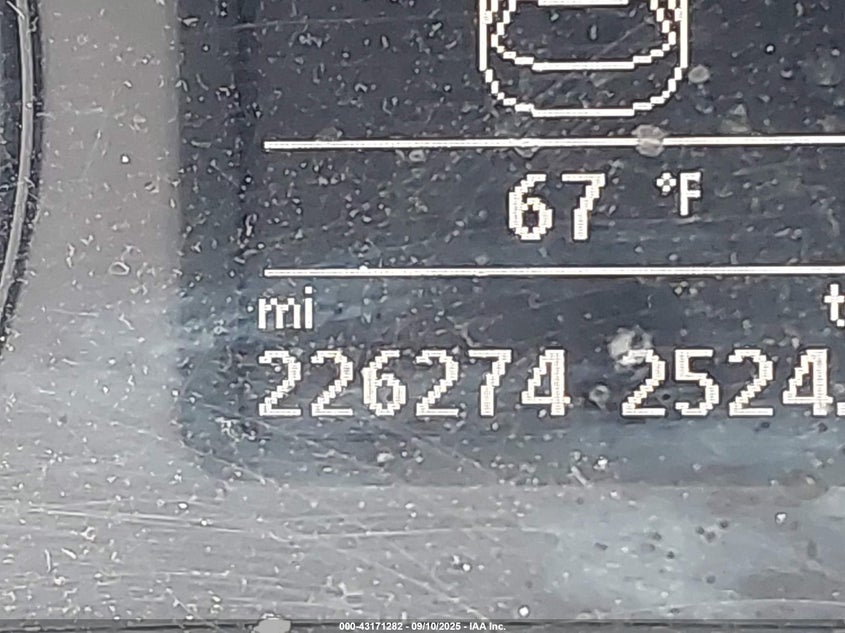 67 °F
mi t
226274 2524.
000-43171282 - 09/10/2025 - IAA Inc.